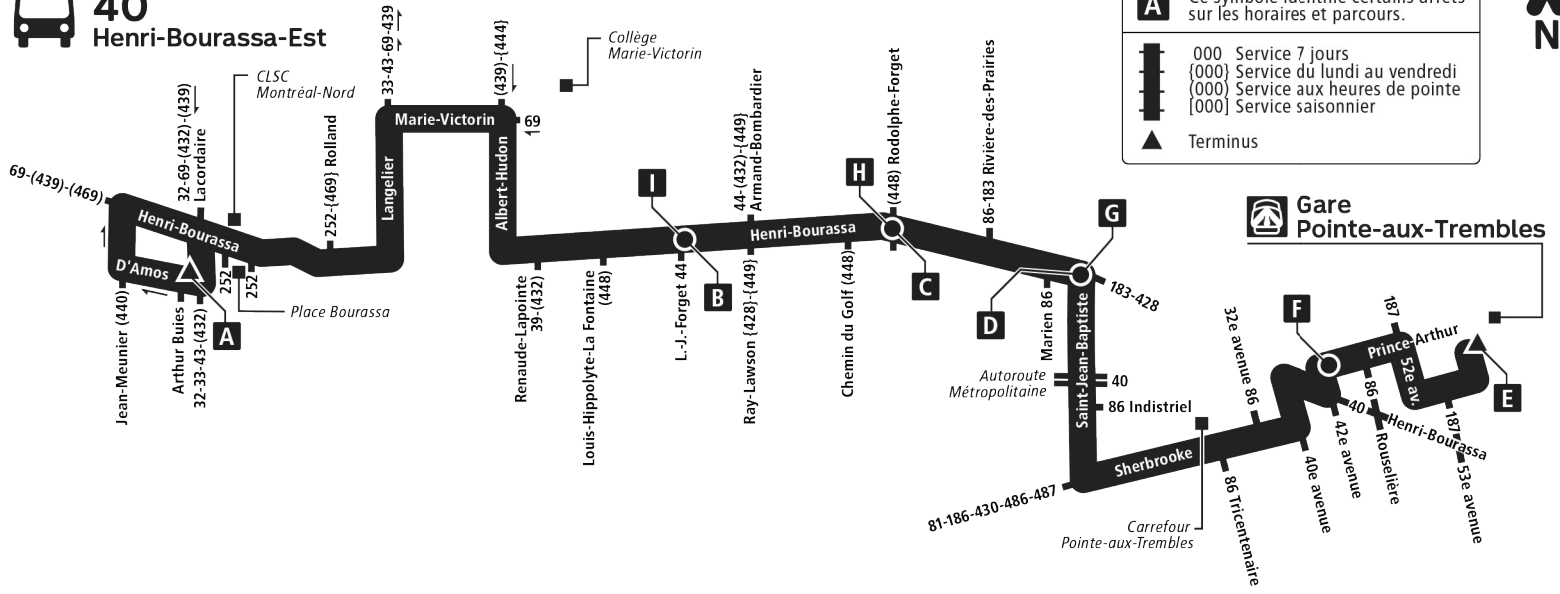 40
Henri-Bourassa-Est
Ce symbole identifie certains arrêts
A
sur les horaires et parcours.
000 Service 7 jours
{000} Service du lundi au vendredi
(000) Service aux heures de pointe
[000] Service saisonnier
Terminus
N
Gare
Pointe-aux-Trembles
CLSC
Montréal-Nord
Collège
Marie-Victorin
69-(439)-(469)
32-69-(432)-(439)
Lacordaire
252-(469) Rolland
33-43-69-439
(439)-{444}
69
Marie-Victorin
Langelier
Albert-Hudon
Henri-Bourassa
D'Amos
A
252
252
Place Bourassa
Jean-Meunier (440)
Arthur Buies
32-33-43-(432)
Renaude-Lapointe
39-(432)
Louis-Hippolyte-La Fontaine
(448)
I
L.-J.-Forget 44
B
44-(432)-{449}
Armand-Bombardier
Ray-Lawson {428}-{449}
Henri-Bourassa
Chemin du Golf (448)
H
(448) Rodolphe-Forget
C
86-183 Rivière-des-Prairies
G
D
Marien 86
183-428
Autoroute
Métropolitaine
40
86 Indistriel
Saint-Jean-Baptiste
81-186-430-486-487
Sherbrooke
Carrefour
Pointe-aux-Trembles
86 Tricentenaire
32e avenue 86
40e avenue
42e avenue
F
40
Henri-Bourassa
86
Rouselière
Prince-Arthur
187
52e av.
187
53e avenue
E